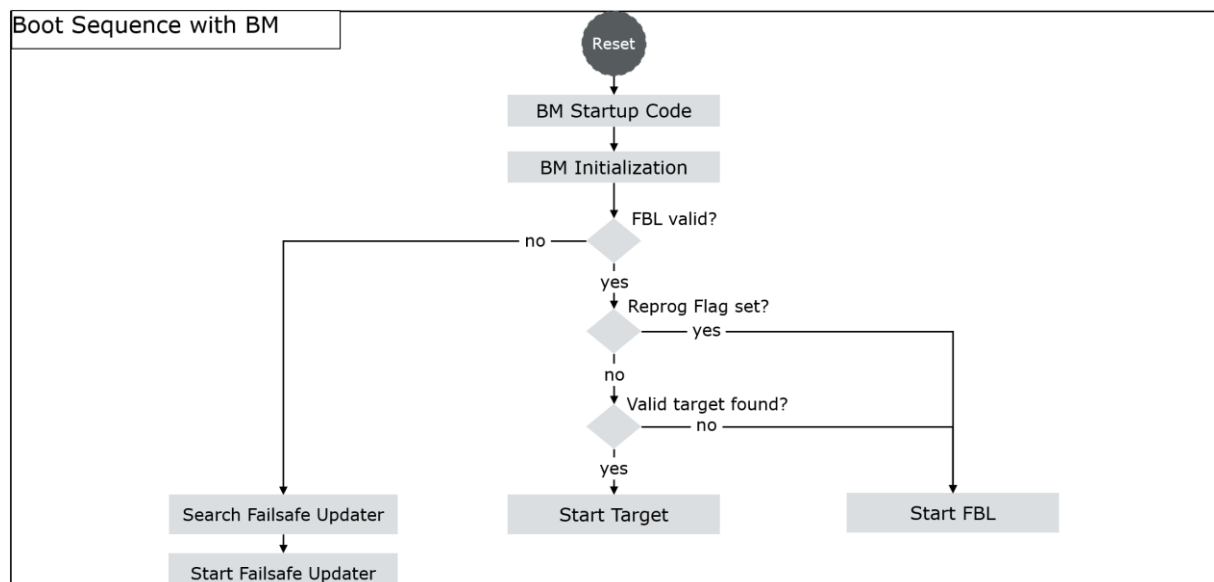 Boot Sequence with BM
Reset
BM Startup Code
BM Initialization
FBL valid?
no
yes
Reprog Flag set?
yes
no
Valid target found?
no
yes
Search Failsafe Updater
Start Target
Start FBL
Start Failsafe Updater